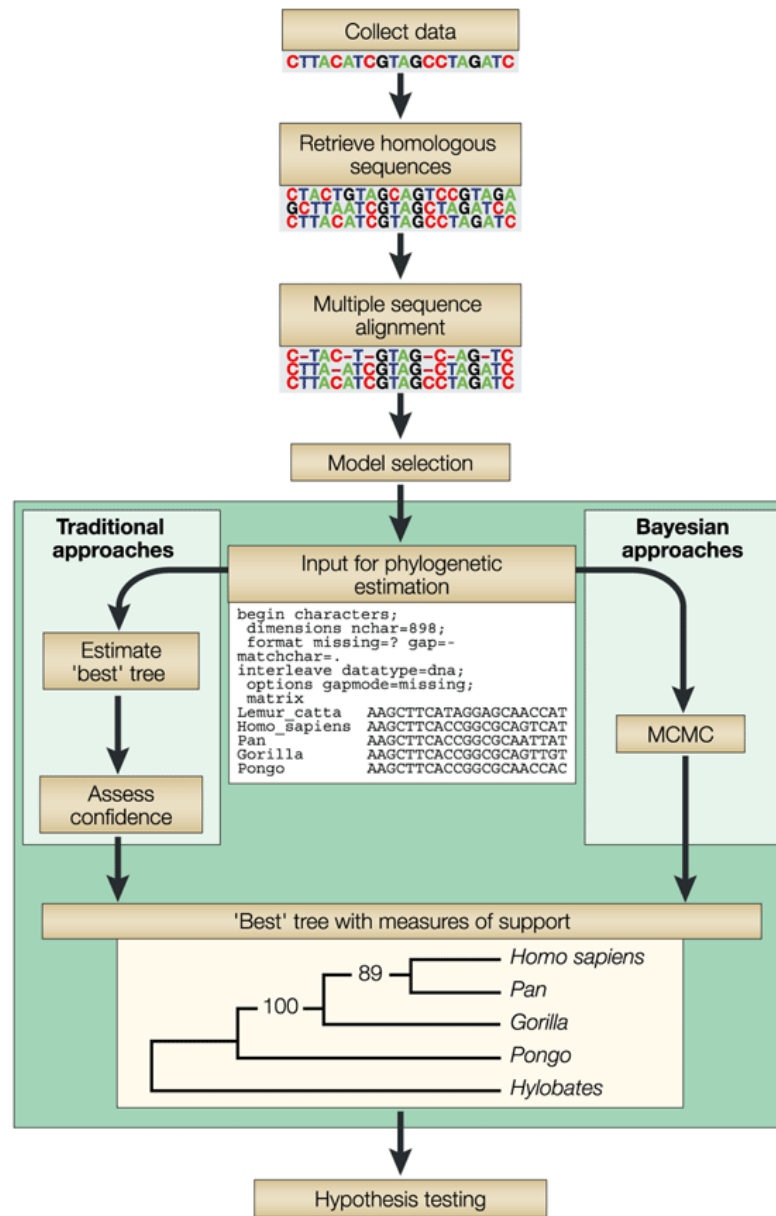 Collect data
CTTACATCGTAGCCTAGATC
Retrieve homologous
sequences
CTACTGTAGCAGTCCGTAGA
GCTTAATCGTAGCTAGATCA
CTTACATCGTAGCCTAGATC
Multiple sequence
alignment
C-TAC-T-GTAG-C-AG-TC
CTTA-ATCGTAG-CTAGATC
CTTACATCGTAGCCTAGATC
Model selection
Traditional
approaches
Bayesian
approaches
Input for phylogenetic
estimation
begin characters;
dimensions nchar=898;
format missing=? gap=-
matchchar=.
interleave datatype=dna;
options gapmode=missing;
matrix
Lemur_catta AAGCTTCATAGGAGCAACCAT
Homo_sapiens AAGCTTCACCGGCGCAGTCAT
Pan AAGCTTCACCGGCGCAATTAT
Gorilla AAGCTTCACCGGCGCAGTTGT
Pongo AAGCTTCACCGGCGCAACCAC
Estimate
'best' tree
Assess
confidence
MCMC
'Best' tree with measures of support
Homo sapiens
89
Pan
100
Gorilla
Pongo
Hylobates
Hypothesis testing